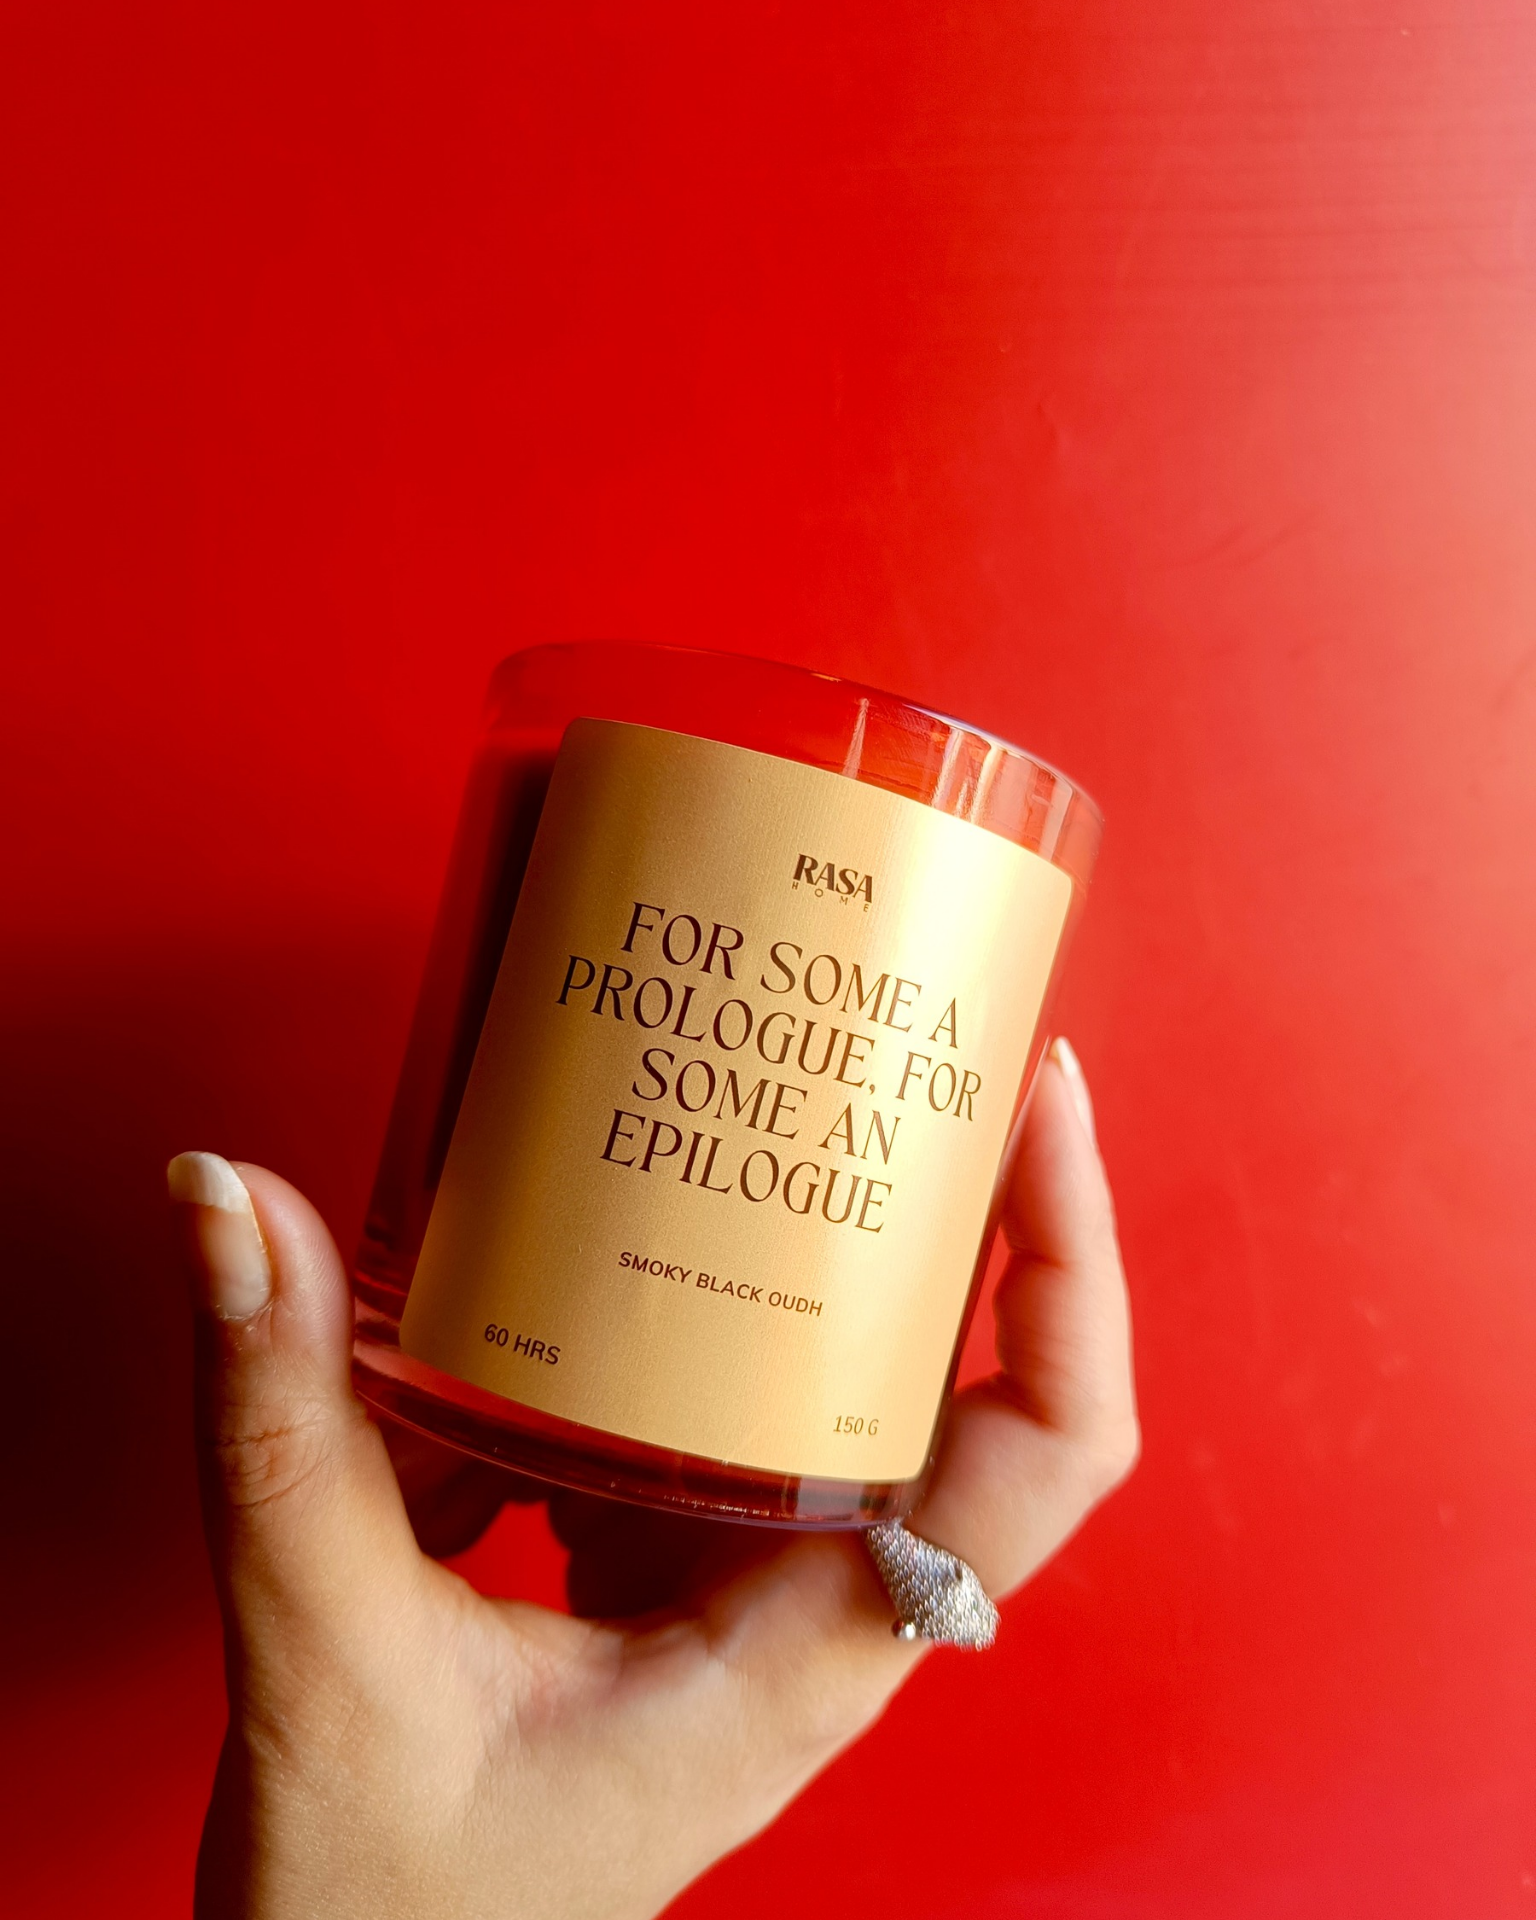 RASA
HOME
FOR SOME A
PROLOGUE, FOR
SOME AN
EPILOGUE
SMOKY BLACK OUDH
60 HRS
150 G